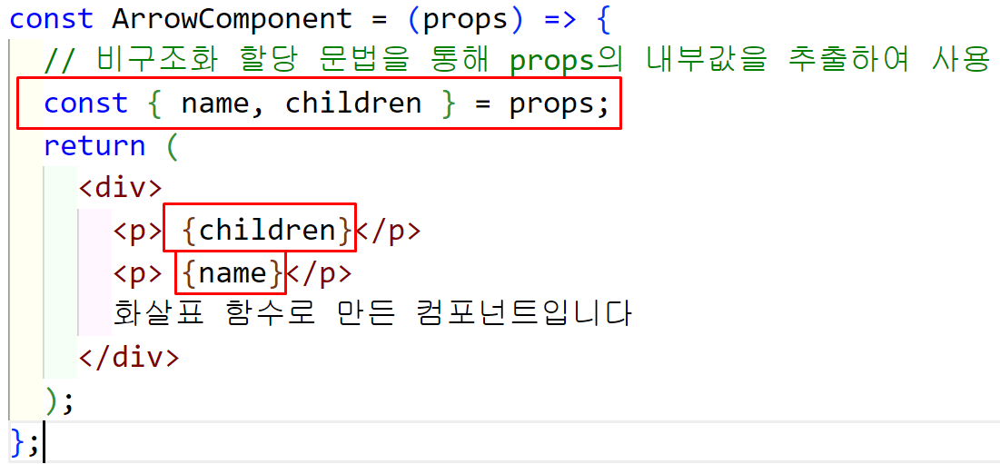 const ArrowComponent = (props) => {
// 비구조화 할당 문법을 통해 props의 내부값을 추출하여 사용
const { name, children } = props;
return (
<div>
<p> {children}</p>
<p> {name}</p>
화살표 함수로 만든 컴포넌트입니다
</div>
);
};